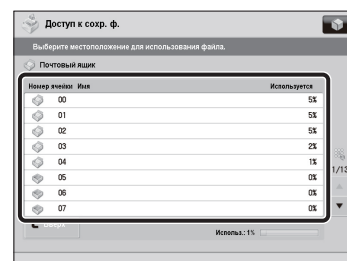 Доступ к сохр. ф.
Выберите местоположение для использования файла.
Почтовый ящик
Номер ячейки Имя Используется
00 5%
01 5%
02 5%
03 2%
04 1%
05 0%
06 0%
07 0%
1/13
Вверх
Использ.: 1%